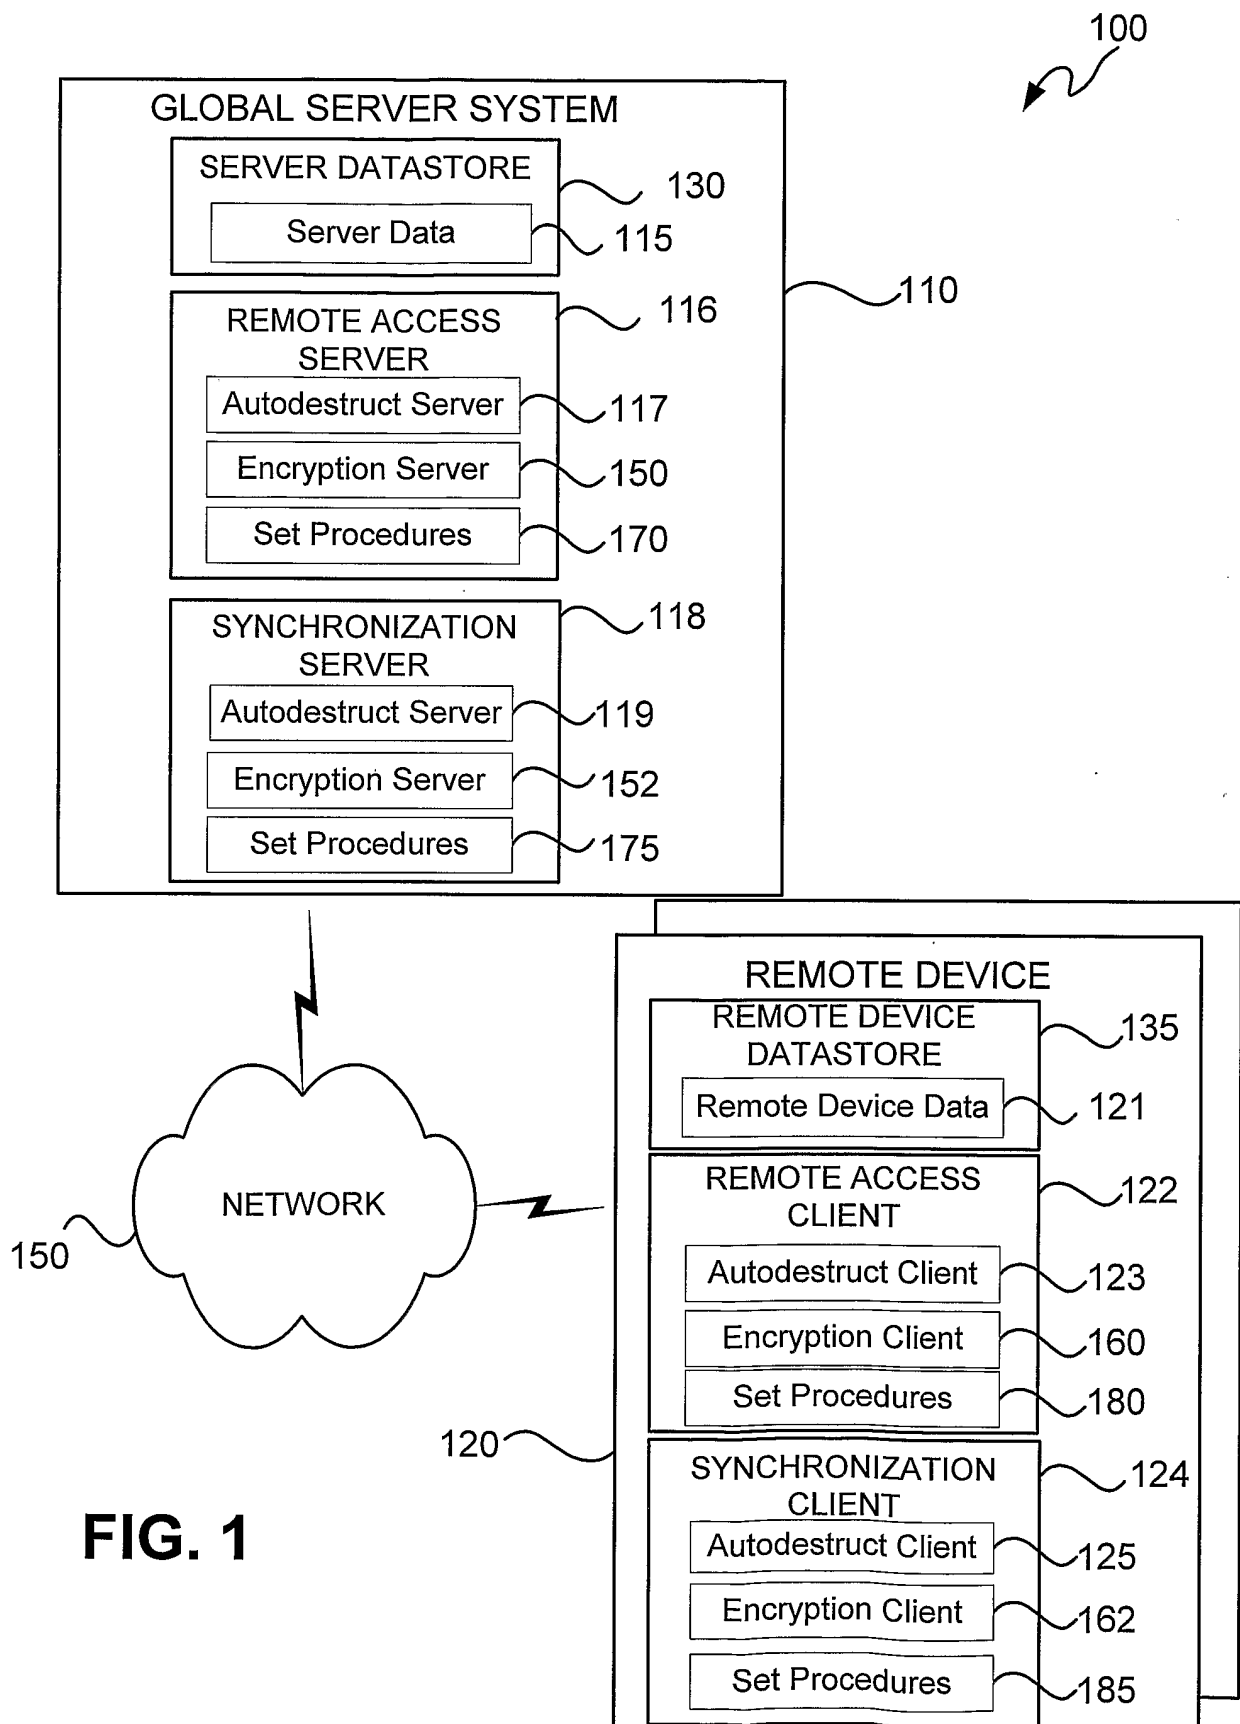 100
GLOBAL SERVER SYSTEM
SERVER DATASTORE
130
Server Data
115
110
REMOTE ACCESS
SERVER
116
Autodestruct Server
117
Encryption Server
150
Set Procedures
170
SYNCHRONIZATION
SERVER
118
Autodestruct Server
119
Encryption Server
152
Set Procedures
175
REMOTE DEVICE
REMOTE DEVICE
DATASTORE
135
Remote Device Data
121
REMOTE ACCESS
CLIENT
122
NETWORK
150
Autodestruct Client
123
Encryption Client
160
Set Procedures
180
120
SYNCHRONIZATION
CLIENT
124
FIG. 1
Autodestruct Client
125
Encryption Client
162
Set Procedures
185